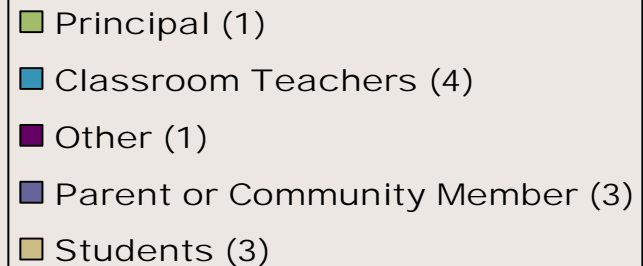 Principal (1)
Classroom Teachers (4)
Other (1)
Parent or Community Member (3)
Students (3)